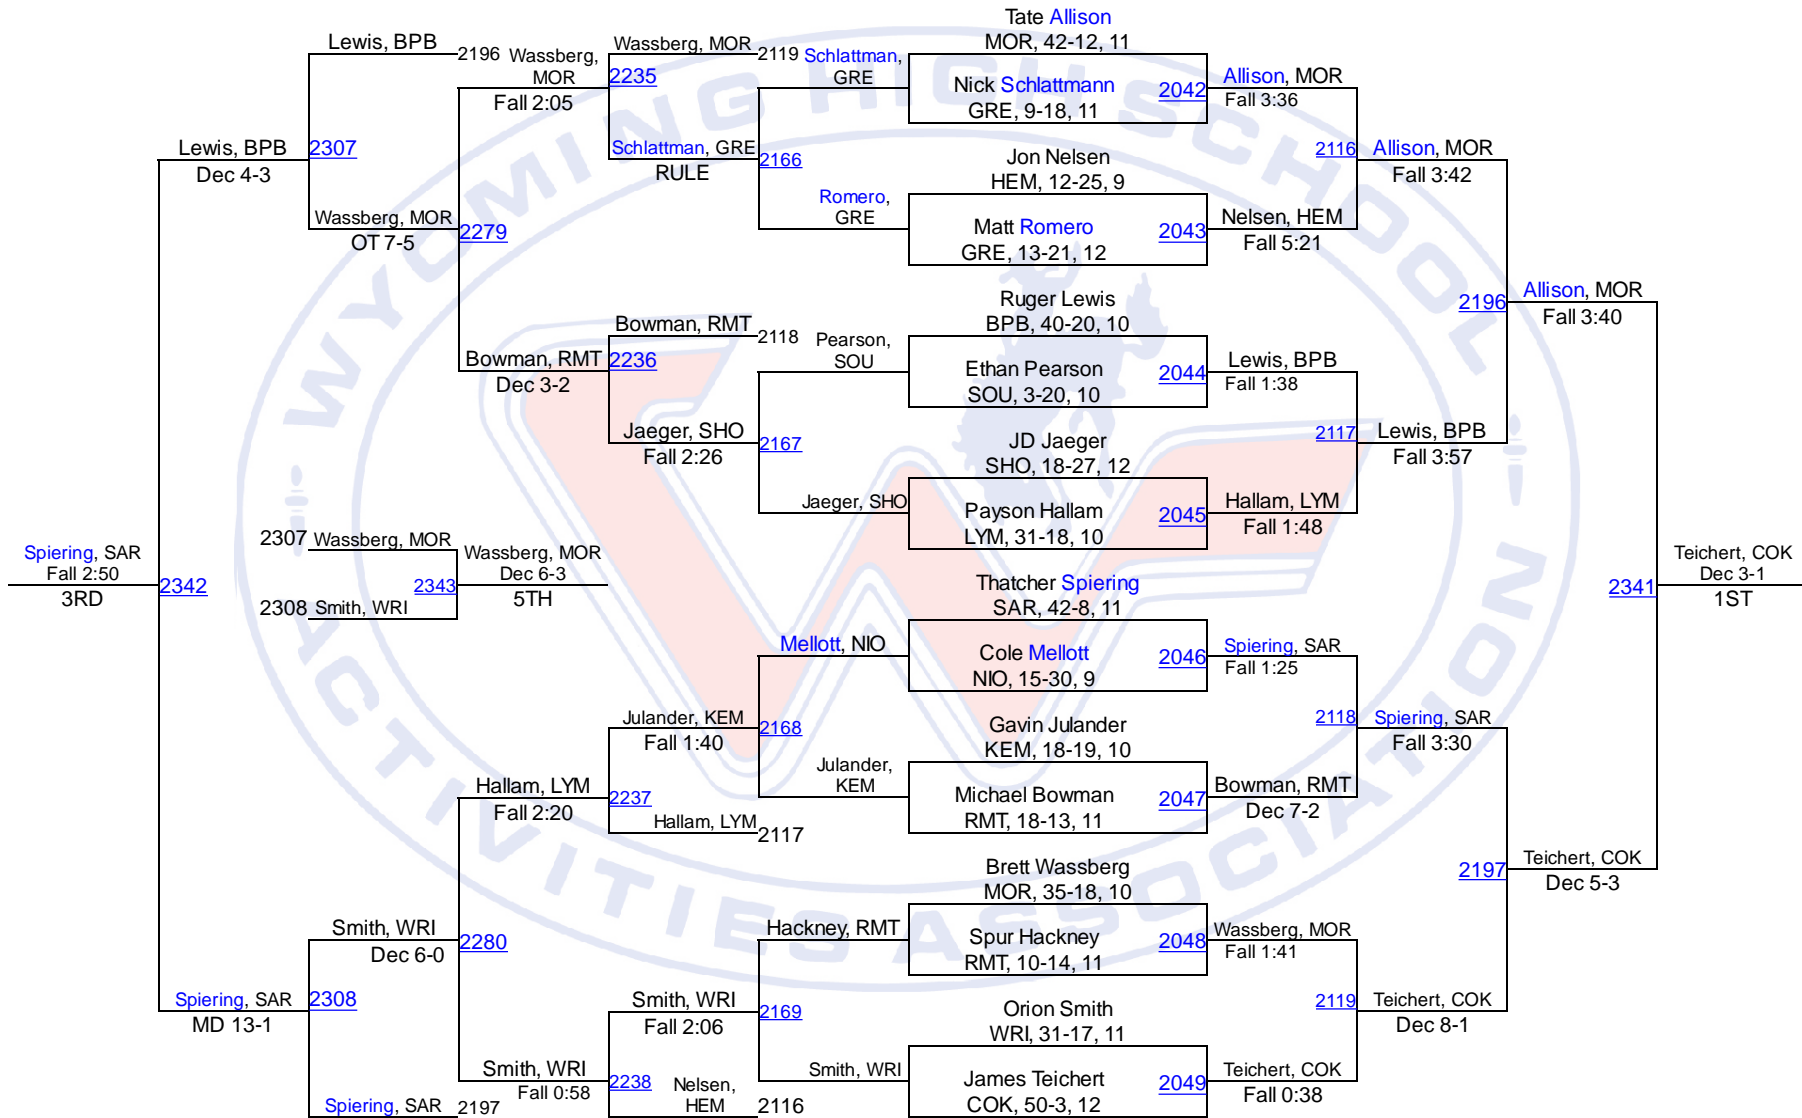 Tate Allison
MOR, 42-12, 11
Nick Schlattmann
GRE, 9-18, 11
2042
Allison, MOR
Fall 3:36
Jon Nelsen
HEM, 12-25, 9
Matt Romero
GRE, 13-21, 12
2043
Nelsen, HEM
Fall 5:21
2116
Allison, MOR
Fall 3:42
Ruger Lewis
BPB, 40-20, 10
Ethan Pearson
SOU, 3-20, 10
2044
Lewis, BPB
Fall 1:38
JD Jaeger
SHO, 18-27, 12
Payson Hallam
LYM, 31-18, 10
2045
Hallam, LYM
Fall 1:48
2117
Lewis, BPB
Fall 3:57
2196
Allison, MOR
Fall 3:40
Thatcher Spiering
SAR, 42-8, 11
Cole Mellott
NIO, 15-30, 9
2046
Spiering, SAR
Fall 1:25
Gavin Julander
KEM, 18-19, 10
Michael Bowman
RMT, 18-13, 11
2047
Bowman, RMT
Dec 7-2
2118
Spiering, SAR
Fall 3:30
Brett Wassberg
MOR, 35-18, 10
Spur Hackney
RMT, 10-14, 11
2048
Wassberg, MOR
Fall 1:41
Orion Smith
WRI, 31-17, 11
James Teichert
COK, 50-3, 12
2049
Teichert, COK
Fall 0:38
2119
Teichert, COK
Dec 8-1
2197
Teichert, COK
Dec 5-3
2341
Teichert, COK
Dec 3-1
1ST
Schlattman,
GRE
Romero,
GRE
2166
Schlattman, GRE
RULE
Wassberg, MOR
2119
2235
Wassberg,
MOR
Fall 2:05
Pearson,
SOU
Jaeger, SHO
2167
Jaeger, SHO
Fall 2:26
Bowman, RMT
2118
2236
Bowman, RMT
Dec 3-2
2279
Wassberg, MOR
OT 7-5
Lewis, BPB
2196
2307
Lewis, BPB
Dec 4-3
Mellott, NIO
Julander,
KEM
2168
Julander, KEM
Fall 1:40
Hallam, LYM
2117
2237
Hallam, LYM
Fall 2:20
Hackney, RMT
Smith, WRI
2169
Smith, WRI
Fall 2:06
Nelsen,
HEM
2116
2238
Smith, WRI
Fall 0:58
2280
Smith, WRI
Dec 6-0
Spiering, SAR
2197
2308
Spiering, SAR
MD 13-1
2342
Spiering, SAR
Fall 2:50
3RD
2307
Wassberg, MOR
2308
Smith, WRI
2343
Wassberg, MOR
Dec 6-3
5TH
WYOMING HIGH SCHOOL
ACTIVITIES ASSOCIATION